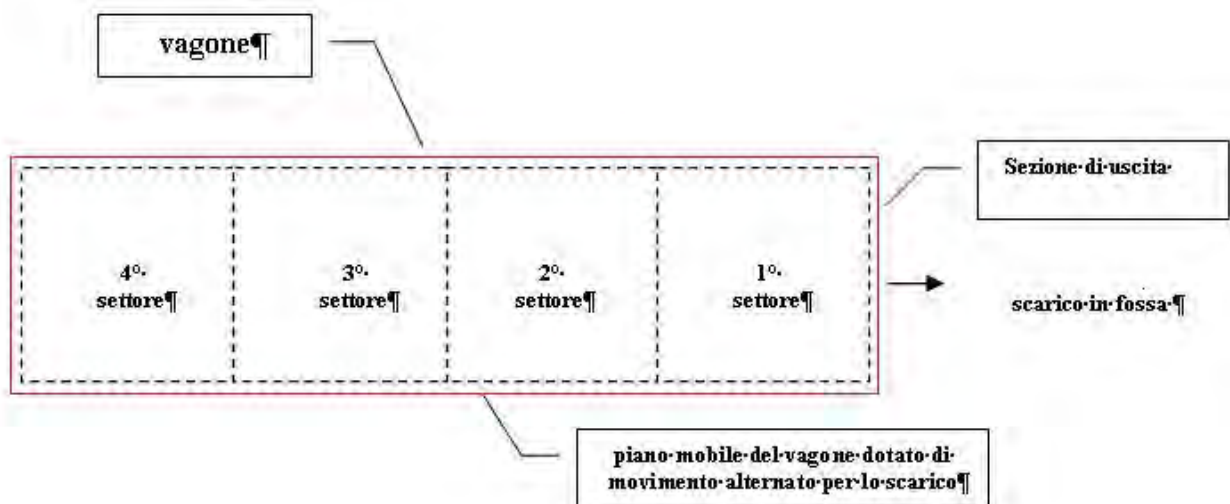 vagone¶
Sezione·di·uscita·
4°·
settore¶
3°·
settore¶
2°·
settore¶
1°·
settore¶
scarico·in·fossa·¶
piano·mobile·del·vagone·dotato·di·
movimento·alternato·per·lo·scarico¶